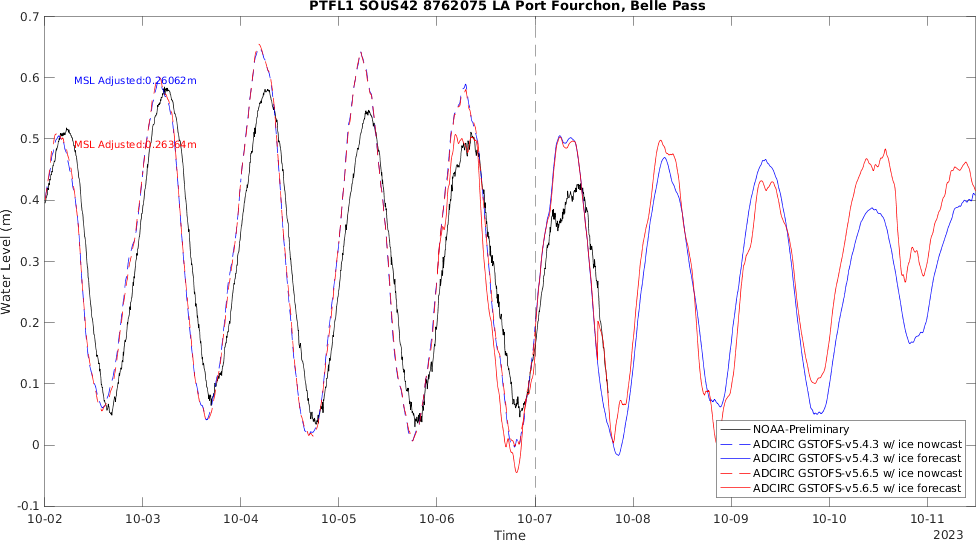 PTFL1 SOUS42 8762075 LA Port Fourchon, Belle Pass
0.7
0.6
0.5
0.4
0.3
0.2
0.1
0
-0.1
Water Level (m)
MSL Adjusted:0.26062m
MSL Adjusted:0.26364m
NOAA-Preliminary
ADCIRC GSTOFS-v5.4.3 w/ ice nowcast
ADCIRC GSTOFS-v5.4.3 w/ ice forecast
ADCIRC GSTOFS-v5.6.5 w/ ice nowcast
ADCIRC GSTOFS-v5.6.5 w/ ice forecast
10-02 10-03 10-04 10-05 10-06 10-07 10-08 10-09 10-10 10-11
Time
2023